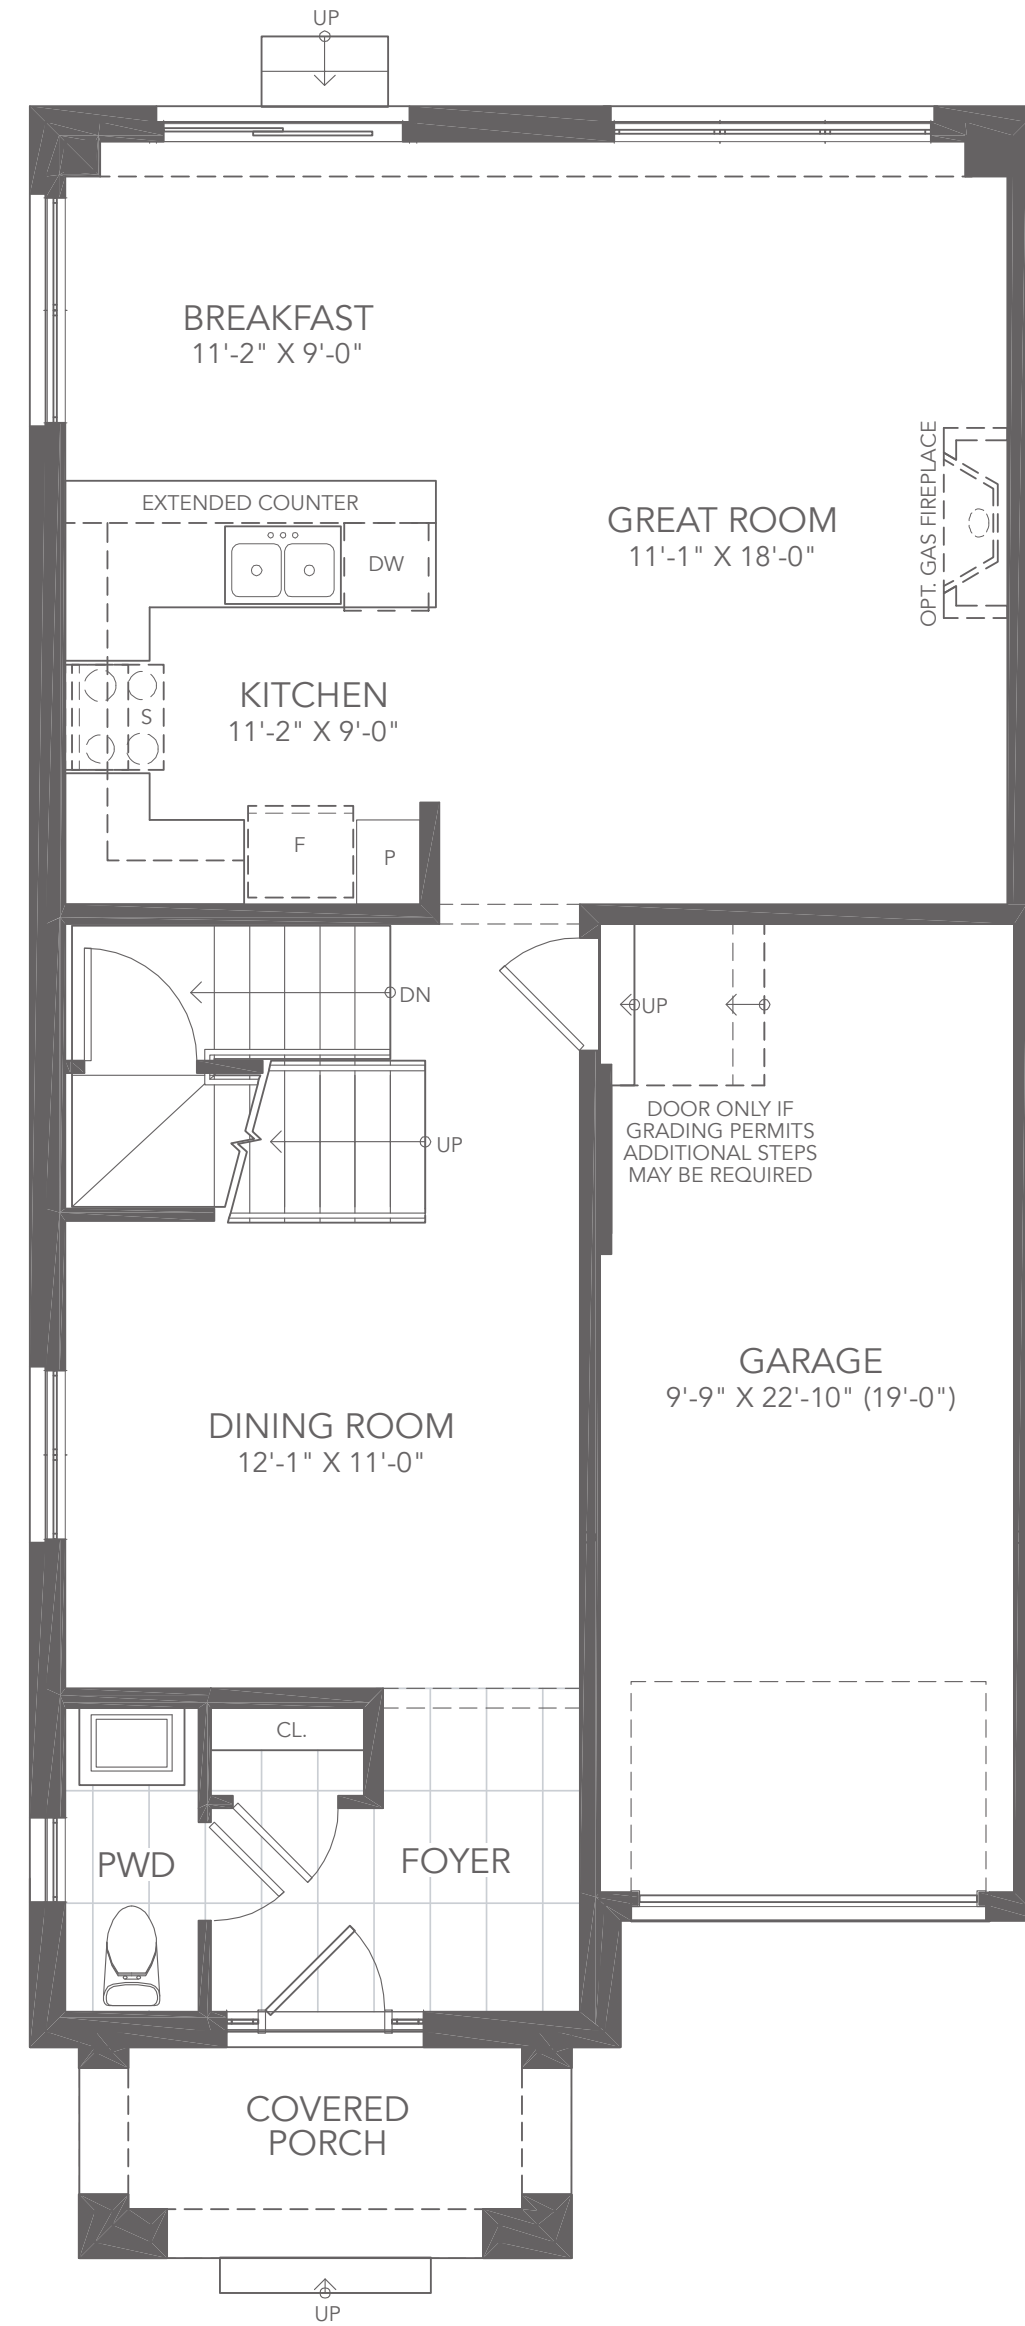 UP
BREAKFAST
11'-2" X 9'-0"
EXTENDED COUNTER
DW
GREAT ROOM
11'-1" X 18'-0"
OPT. GAS FIREPLACE
KITCHEN
11'-2" X 9'-0"
S
F
P
DN
UP
UP
DOOR ONLY IF
GRADING PERMITS
ADDITIONAL STEPS
MAY BE REQUIRED
GARAGE
9'-9" X 22'-10" (19'-0")
DINING ROOM
12'-1" X 11'-0"
CL.
PWD
FOYER
COVERED
PORCH
UP